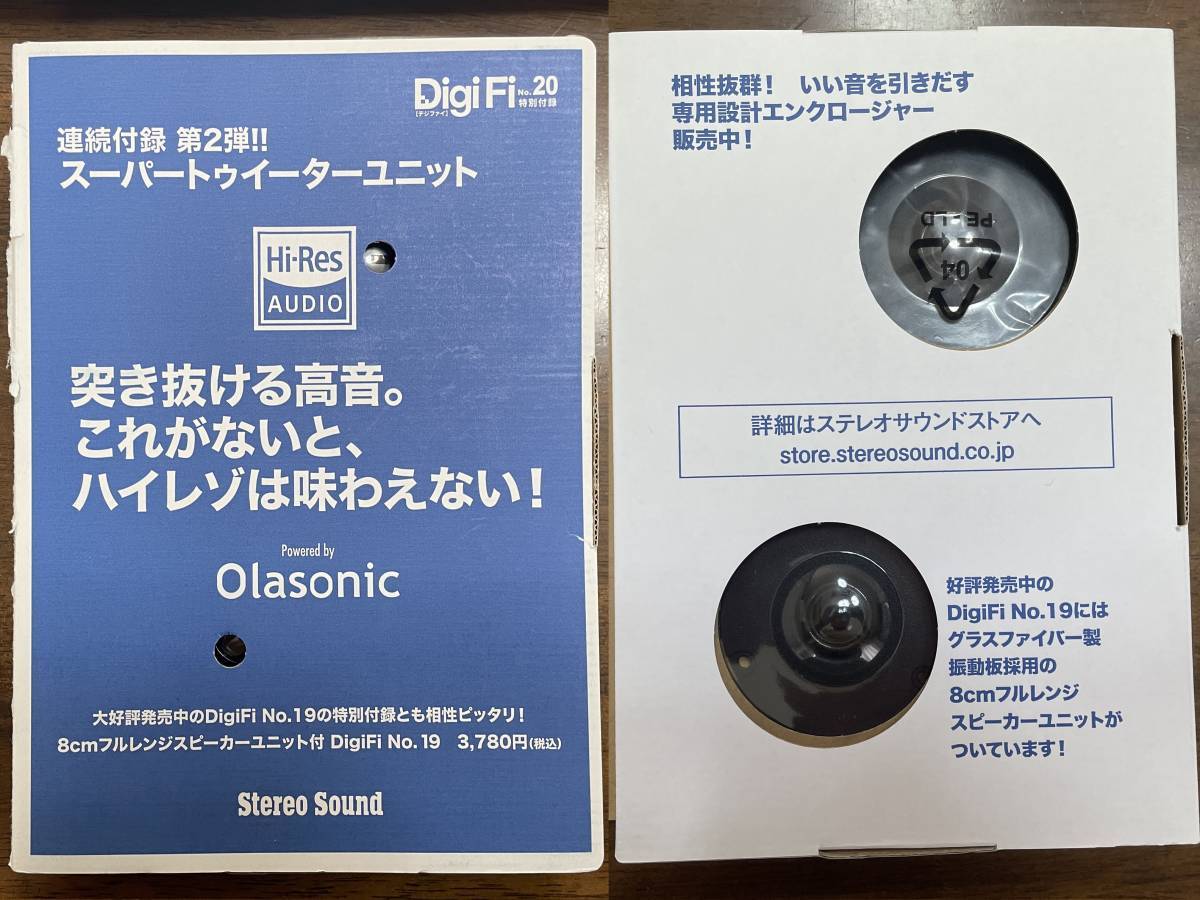 Digi Fi No.20
[デジファイ] 特別付録
連続付録 第2弾!!
スーパートゥイーターユニット
Hi-Res
AUDIO
突き抜ける高音。
これがないと、
ハイレゾは味わえない!
Powered by
Olasonic
大好評発売中のDigiFi No.19の特別付録とも相性ピッタリ!
8cmフルレンジスピーカーユニット付 DigiFi No.19 3,780円(税込)
Stereo Sound
相性抜群! いい音を引きだす
専用設計エンクロージャー
販売中!
PE-LD
04
詳細はステレオサウンドストアへ
store.stereosound.co.jp
好評発売中の
DigiFi No.19には
グラスファイバー製
振動板採用の
8cmフルレンジ
スピーカーユニットが
ついています!